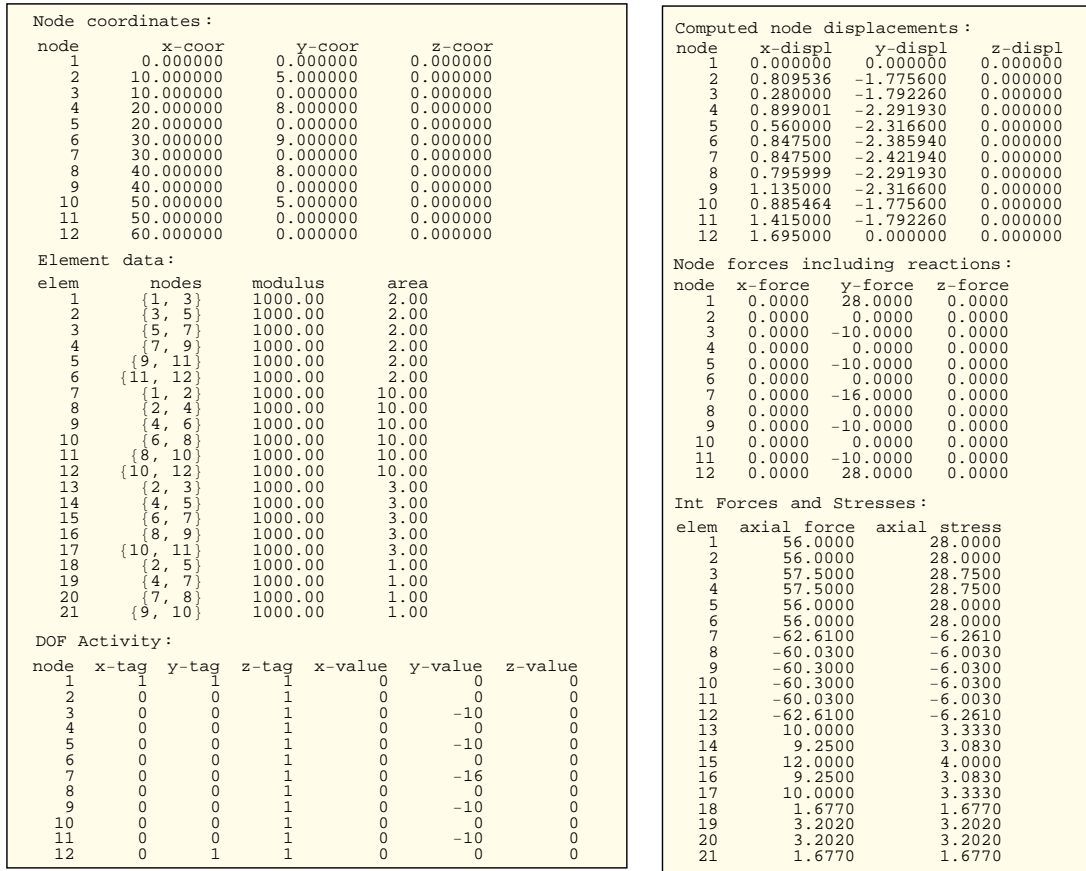 Node coordinates:
node x-coor y-coor z-coor
1 0.000000 0.000000 0.000000
2 10.000000 5.000000 0.000000
3 10.000000 0.000000 0.000000
4 20.000000 8.000000 0.000000
5 20.000000 0.000000 0.000000
6 30.000000 9.000000 0.000000
7 30.000000 0.000000 0.000000
8 40.000000 8.000000 0.000000
9 40.000000 0.000000 0.000000
10 50.000000 5.000000 0.000000
11 50.000000 0.000000 0.000000
12 60.000000 0.000000 0.000000
Element data:
elem nodes modulus area
1 {1, 3} 1000.00 2.00
2 {3, 5} 1000.00 2.00
3 {5, 7} 1000.00 2.00
4 {7, 9} 1000.00 2.00
5 {9, 11} 1000.00 2.00
6 {11, 12} 1000.00 2.00
7 {1, 2} 1000.00 10.00
8 {2, 4} 1000.00 10.00
9 {4, 6} 1000.00 10.00
10 {6, 8} 1000.00 10.00
11 {8, 10} 1000.00 10.00
12 {10, 12} 1000.00 10.00
13 {2, 3} 1000.00 3.00
14 {4, 5} 1000.00 3.00
15 {6, 7} 1000.00 3.00
16 {8, 9} 1000.00 3.00
17 {10, 11} 1000.00 3.00
18 {2, 5} 1000.00 1.00
19 {4, 7} 1000.00 1.00
20 {7, 8} 1000.00 1.00
21 {9, 10} 1000.00 1.00
DOF Activity:
node x-tag y-tag z-tag x-value y-value z-value
1 1 1 1 0 0 0
2 0 0 1 0 0 0
3 0 0 1 0 -10 0
4 0 0 1 0 0 0
5 0 0 1 0 -10 0
6 0 0 1 0 0 0
7 0 0 1 0 -16 0
8 0 0 1 0 0 0
9 0 0 1 0 -10 0
10 0 0 1 0 0 0
11 0 0 1 0 -10 0
12 0 1 1 0 0 0
Computed node displacements:
node x-displ y-displ z-displ
1 0.000000 0.000000 0.000000
2 0.809536 -1.775600 0.000000
3 0.280000 -1.792260 0.000000
4 0.899001 -2.291930 0.000000
5 0.560000 -2.316600 0.000000
6 0.847500 -2.385940 0.000000
7 0.847500 -2.421940 0.000000
8 0.795999 -2.291930 0.000000
9 1.135000 -2.316600 0.000000
10 0.885464 -1.775600 0.000000
11 1.415000 -1.792260 0.000000
12 1.695000 0.000000 0.000000
Node forces including reactions:
node x-force y-force z-force
1 0.0000 28.0000 0.0000
2 0.0000 0.0000 0.0000
3 0.0000 -10.0000 0.0000
4 0.0000 0.0000 0.0000
5 0.0000 -10.0000 0.0000
6 0.0000 0.0000 0.0000
7 0.0000 -16.0000 0.0000
8 0.0000 0.0000 0.0000
9 0.0000 -10.0000 0.0000
10 0.0000 0.0000 0.0000
11 0.0000 -10.0000 0.0000
12 0.0000 28.0000 0.0000
Int Forces and Stresses:
elem axial force axial stress
1 56.0000 28.0000
2 56.0000 28.0000
3 57.5000 28.7500
4 57.5000 28.7500
5 56.0000 28.0000
6 56.0000 28.0000
7 -62.6100 -6.2610
8 -60.0300 -6.0030
9 -60.3000 -6.0300
10 -60.3000 -6.0300
11 -60.0300 -6.0030
12 -62.6100 -6.2610
13 10.0000 3.3330
14 9.2500 3.0830
15 12.0000 4.0000
16 9.2500 3.0830
17 10.0000 3.3330
18 1.6770 1.6770
19 3.2020 3.2020
20 3.2020 3.2020
21 1.6770 1.6770